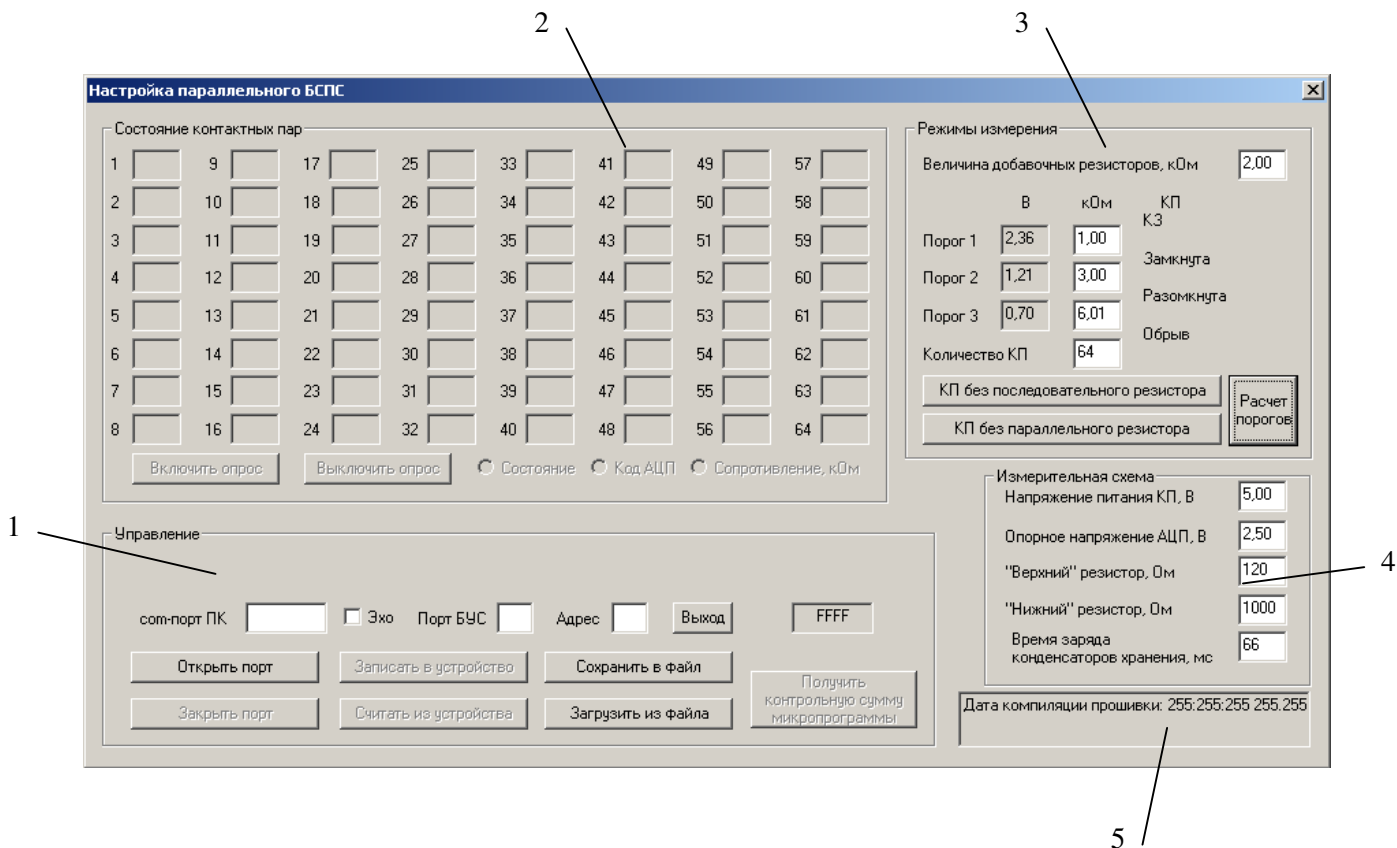 2
3
Настройка параллельного БСПС
Состояние контактных пар
1 9 17 25 33 41 49 57
2 10 18 26 34 42 50 58
3 11 19 27 35 43 51 59
4 12 20 28 36 44 52 60
5 13 21 29 37 45 53 61
6 14 22 30 38 46 54 62
7 15 23 31 39 47 55 63
8 16 24 32 40 48 56 64
Включить опрос Выключить опрос Состояние Код АЦП Сопротивление, кОм
Режимы измерения
Величина добавочных резисторов, кОм 2,00
В кОм КП
КЗ
Порог 1 2,36 1,00
Замкнута
Порог 2 1,21 3,00
Разомкнута
Порог 3 0,70 6,01
Обрыв
Количество КП 64
КП без последовательного резистора
КП без параллельного резистора
Расчет
порогов
Измерительная схема
Напряжение питания КП, В 5,00
Опорное напряжение АЦП, В 2,50
"Верхний" резистор, Ом 120
"Нижний" резистор, Ом 1000
Время заряда
конденсаторов хранения, мс 66
4
1
Управление
com-порт ПК Эхо Порт БУС Адрес Выход FFFF
Открыть порт Записать в устройство Сохранить в файл
Закрыть порт Считать из устройства Загрузить из файла
Получить
контрольную сумму
микропрограммы
Дата компиляции прошивки: 255:255:255 255.255
5